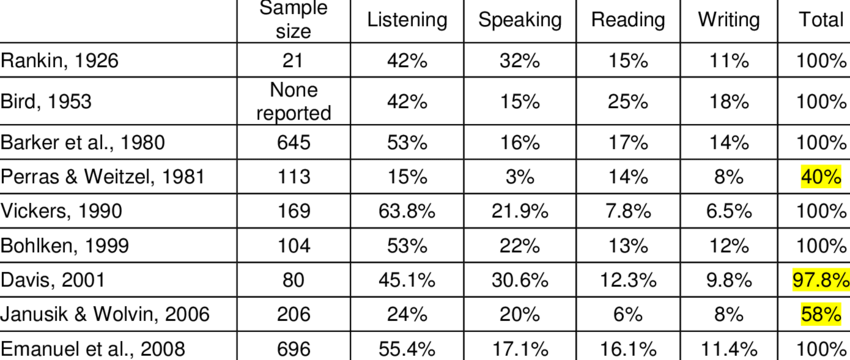 Sample size Listening Speaking Reading Writing Total
Rankin, 1926 21 42% 32% 15% 11% 100%
Bird, 1953 None reported 42% 15% 25% 18% 100%
Barker et al., 1980 645 53% 16% 17% 14% 100%
Perras & Weitzel, 1981 113 15% 3% 14% 8% 40%
Vickers, 1990 169 63.8% 21.9% 7.8% 6.5% 100%
Bohlken, 1999 104 53% 22% 13% 12% 100%
Davis, 2001 80 45.1% 30.6% 12.3% 9.8% 97.8%
Janusik & Wolvin, 2006 206 24% 20% 6% 8% 58%
Emanuel et al., 2008 696 55.4% 17.1% 16.1% 11.4% 100%